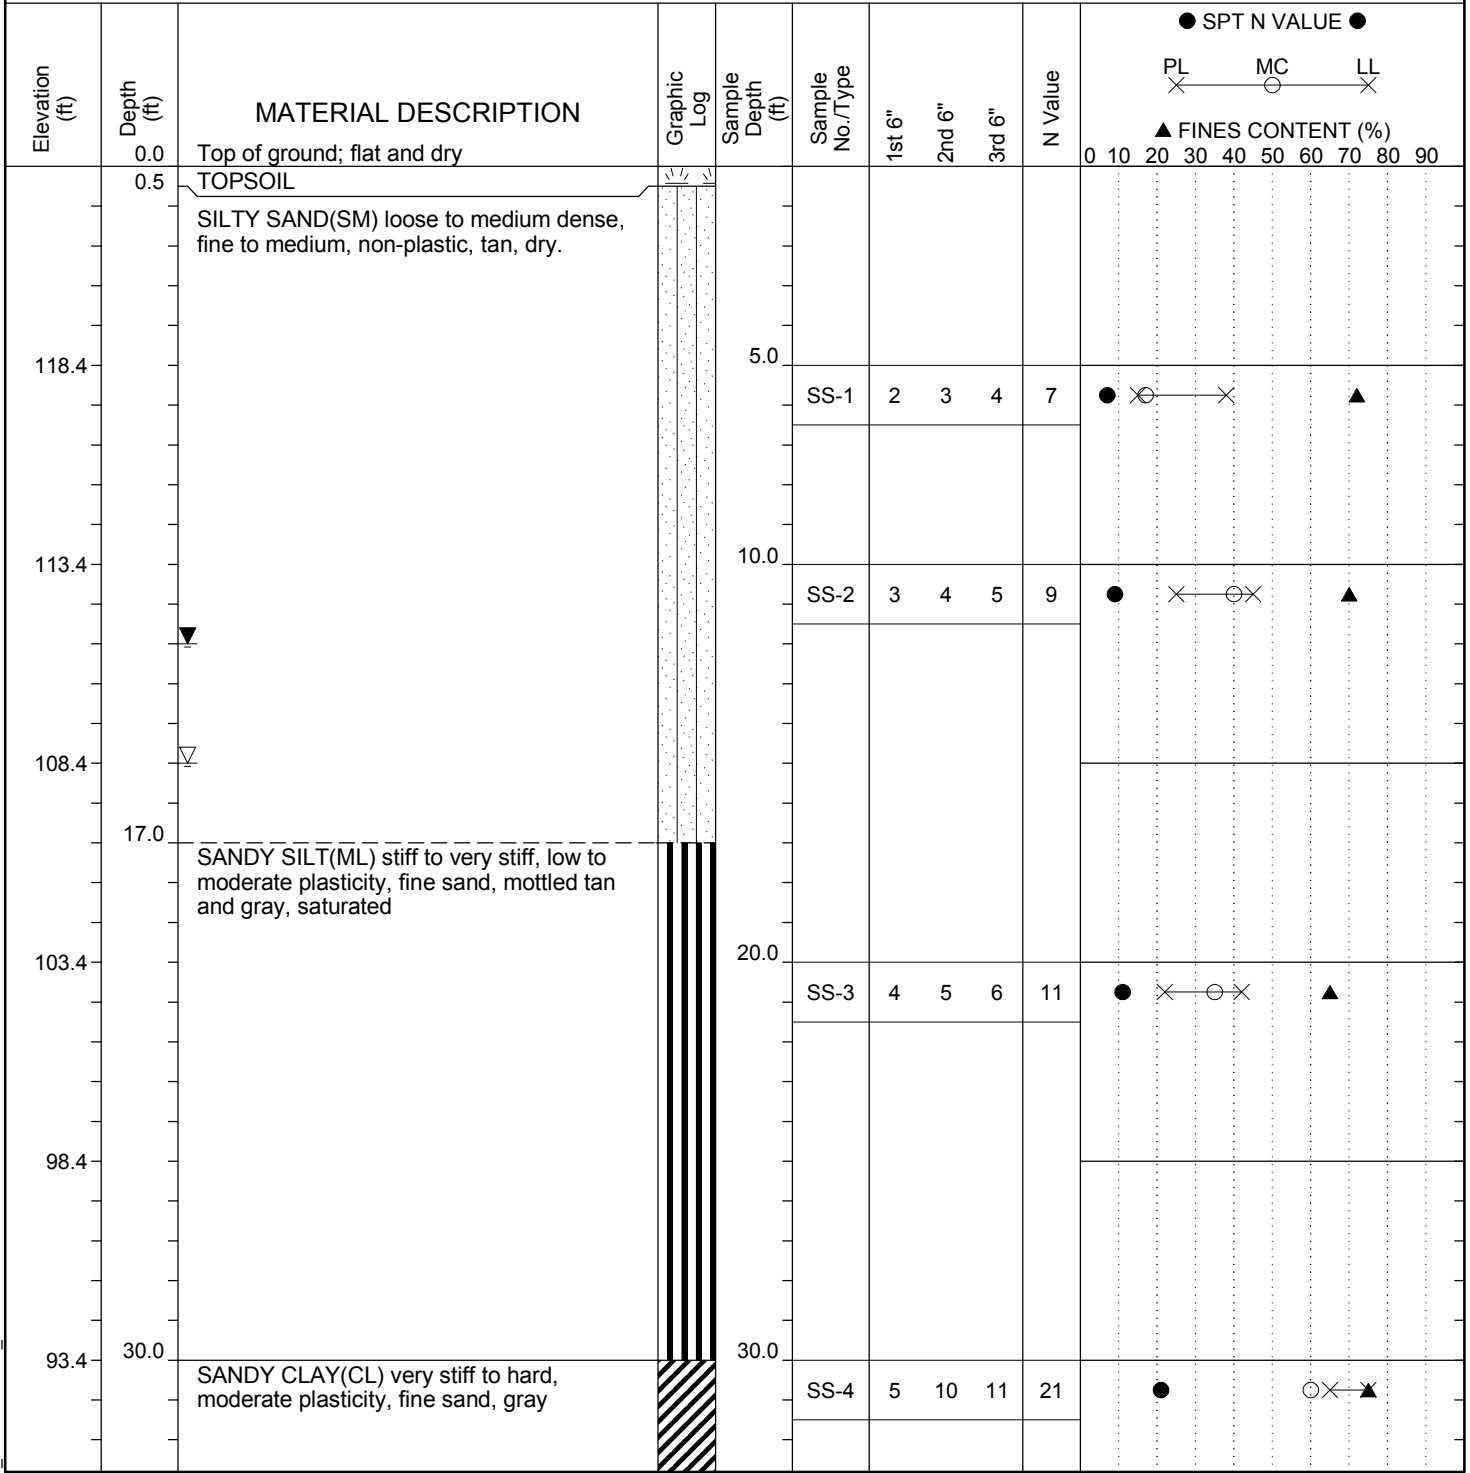 ● SPT N VALUE ●
PL MC LL
▲ FINES CONTENT (%)
0 10 20 30 40 50 60 70 80 90
Elevation
(ft)
Depth
(ft)
MATERIAL DESCRIPTION
Graphic
Log
Sample
Depth
(ft)
Sample
No./Type
1st 6"
2nd 6"
3rd 6"
N Value
0.0 Top of ground; flat and dry
0.5 TOPSOIL
SILTY SAND(SM) loose to medium dense,
fine to medium, non-plastic, tan, dry.
118.4 5.0
SS-1 2 3 4 7
113.4 10.0
SS-2 3 4 5 9
108.4
17.0
SANDY SILT(ML) stiff to very stiff, low to
moderate plasticity, fine sand, mottled tan
and gray, saturated
103.4 20.0
SS-3 4 5 6 11
98.4
93.4 30.0 30.0
SANDY CLAY(CL) very stiff to hard,
moderate plasticity, fine sand, gray
SS-4 5 10 11 21